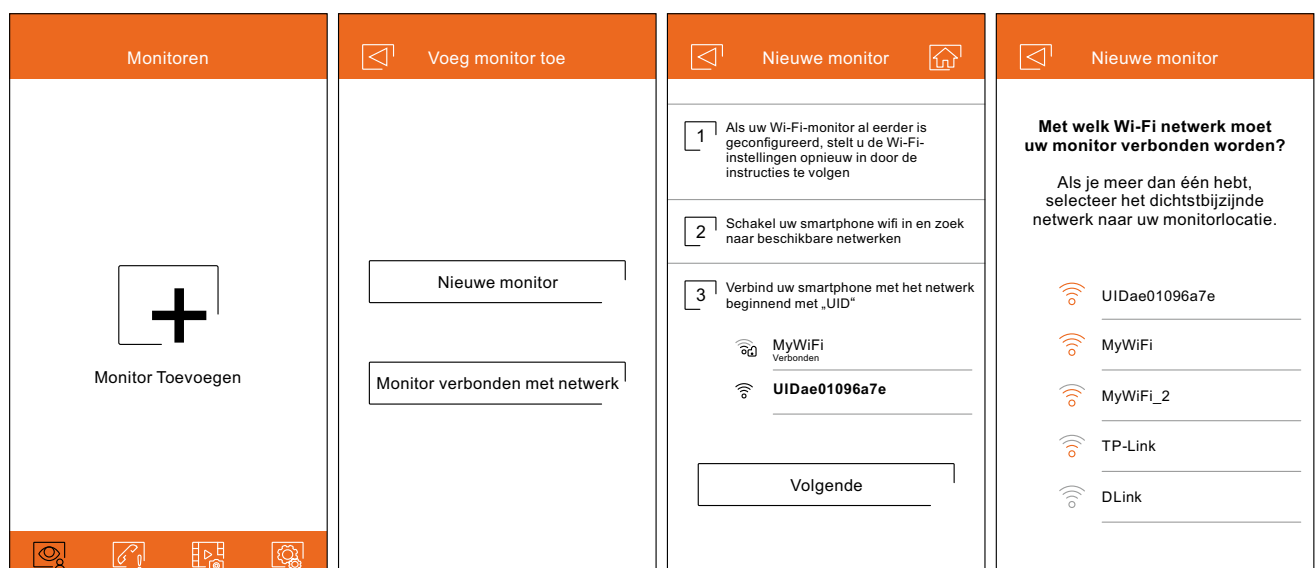 Monitoren
Monitor Toevoegen
Voeg monitor toe
Nieuwe monitor
Monitor verbonden met netwerk
Nieuwe monitor
1
Als uw Wi-Fi-monitor al eerder is
geconfigureerd, stelt u de Wi-Fi-
instellingen opnieuw in door de
instructies te volgen
2
Schakel uw smartphone wifi in en zoek
naar beschikbare netwerken
3
Verbind uw smartphone met het netwerk
beginnend met „UID“
MyWiFi
Verbonden
UIDae01096a7e
Volgende
Nieuwe monitor
Met welk Wi-Fi netwerk moet
uw monitor verbonden worden?
Als je meer dan één hebt,
selecteer het dichtstbijzijnde
netwerk naar uw monitorlocatie.
UIDae01096a7e
MyWiFi
MyWiFi_2
TP-Link
DLink